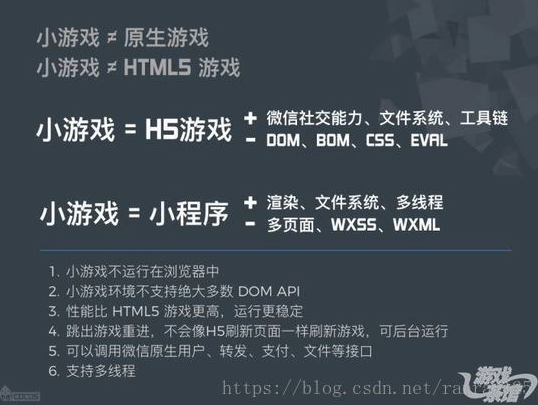 小游戏 ≠ 原生游戏
小游戏 ≠ HTML5 游戏
小游戏 = H5游戏
+ 微信社交能力、文件系统、工具链
- DOM、BOM、CSS、EVAL
小游戏 = 小程序
+ 渲染、文件系统、多线程
- 多页面、WXSS、WXML
1. 小游戏不运行在浏览器中
2. 小游戏环境不支持绝大多数 DOM API
3. 性能比 HTML5 游戏更高，运行更稳定
4. 跳出游戏重进，不会像H5刷新页面一样刷新游戏，可后台运行
5. 可以调用微信原生用户、转发、支付、文件等接口
6. 支持多线程
游戏茶馆